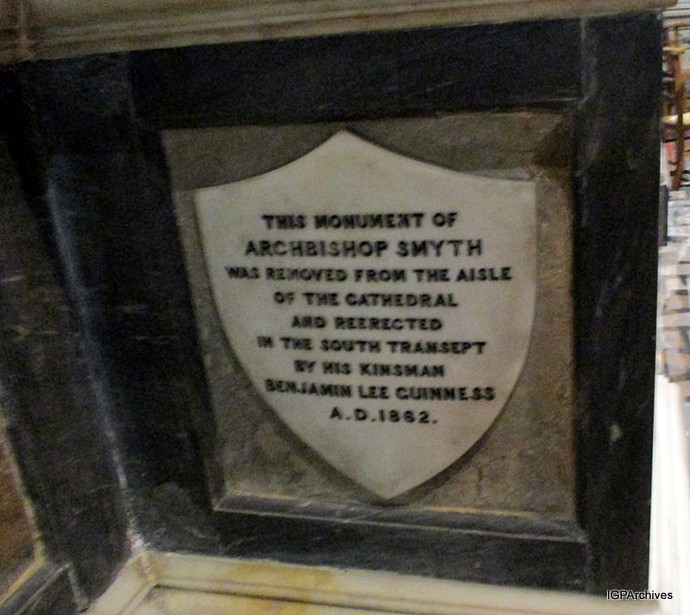 THIS MONUMENT OF
ARCHBISHOP SMYTH
WAS REMOVED FROM THE AISLE
OF THE CATHEDRAL
AND REERECTED
IN THE SOUTH TRANSEPT
BY HIS KINSMAN
BENJAMIN LEE GUINNESS
A.D.1862.
IGPArchives